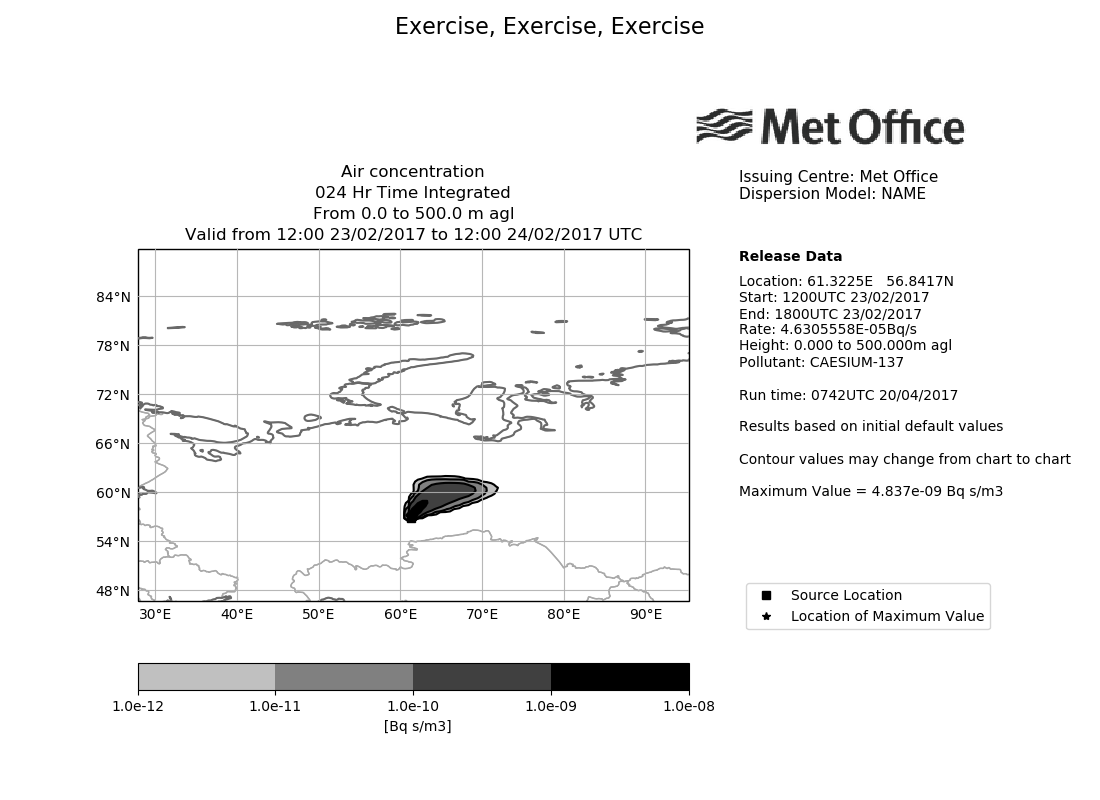 Exercise, Exercise, Exercise
Met Office
Issuing Centre: Met Office
Dispersion Model: NAME
Air concentration
024 Hr Time Integrated
From 0.0 to 500.0 m agl
Valid from 12:00 23/02/2017 to 12:00 24/02/2017 UTC
Release Data
Location: 61.3225E   56.8417N
Start: 1200UTC 23/02/2017
End: 1800UTC 23/02/2017
Rate: 4.6305558E-05Bq/s
Height: 0.000 to 500.000m agl
Pollutant: CAESIUM-137
Run time: 0742UTC 20/04/2017
Results based on initial default values
Contour values may change from chart to chart
Maximum Value = 4.837e-09 Bq s/m3
84°N
78°N
72°N
66°N
60°N
54°N
48°N
30°E 40°E 50°E 60°E 70°E 80°E 90°E
Source Location
Location of Maximum Value
1.0e-12 1.0e-11 1.0e-10 1.0e-09 1.0e-08
[Bq s/m3]